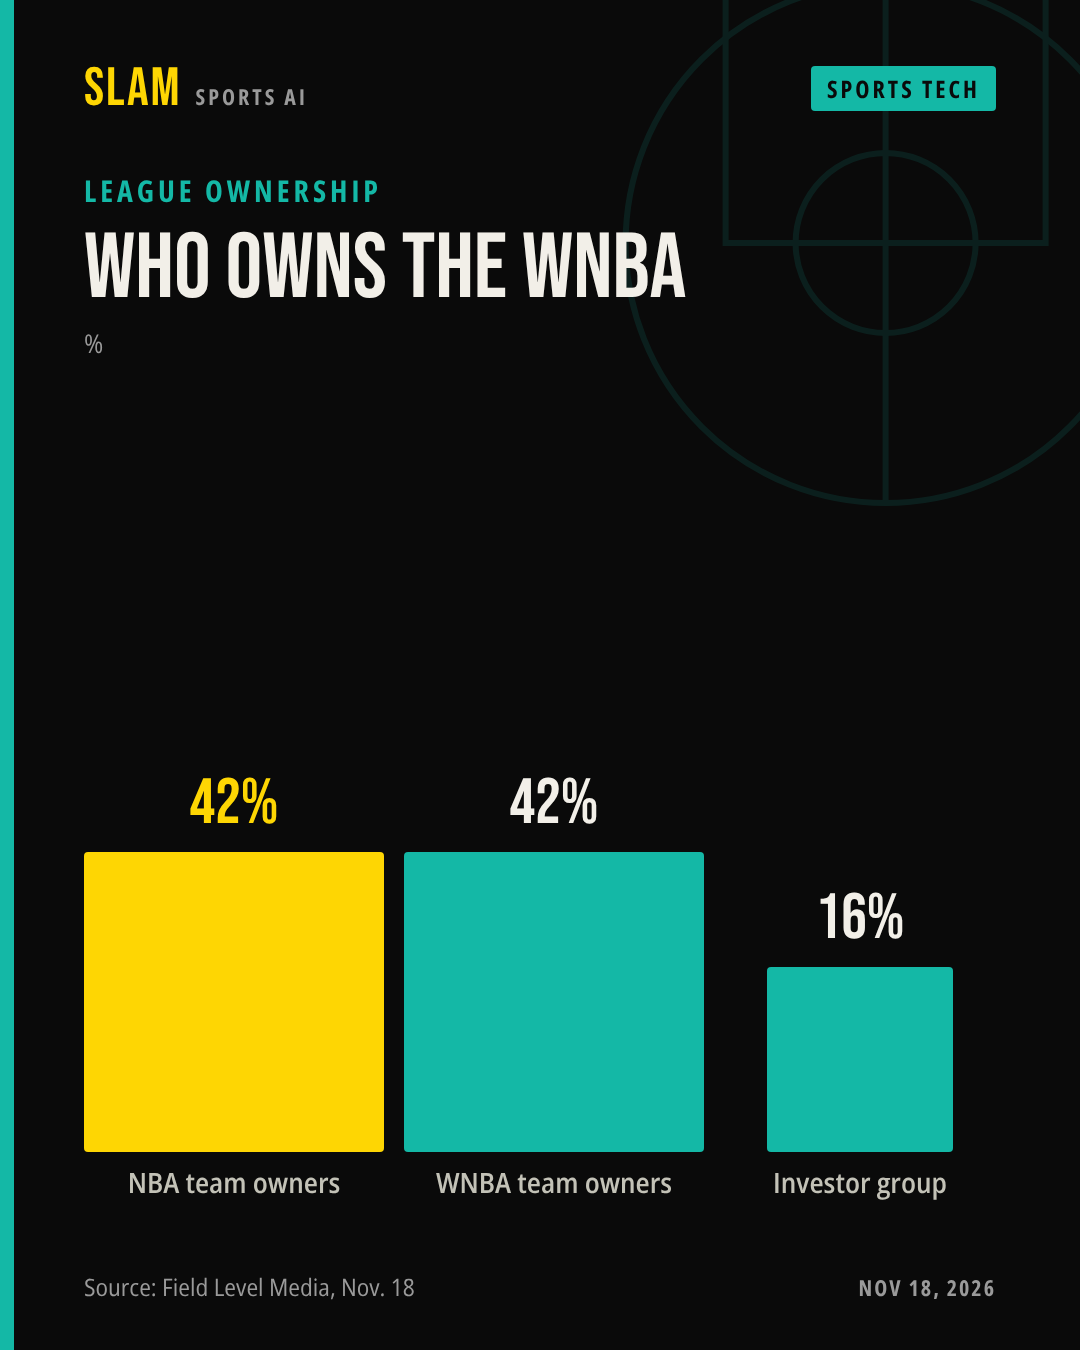 SLAM SPORTS AI
SPORTS TECH
LEAGUE OWNERSHIP
WHO OWNS THE WNBA
%
42%
42%
16%
NBA team owners
WNBA team owners
Investor group
Source: Field Level Media, Nov. 18
NOV 18, 2026